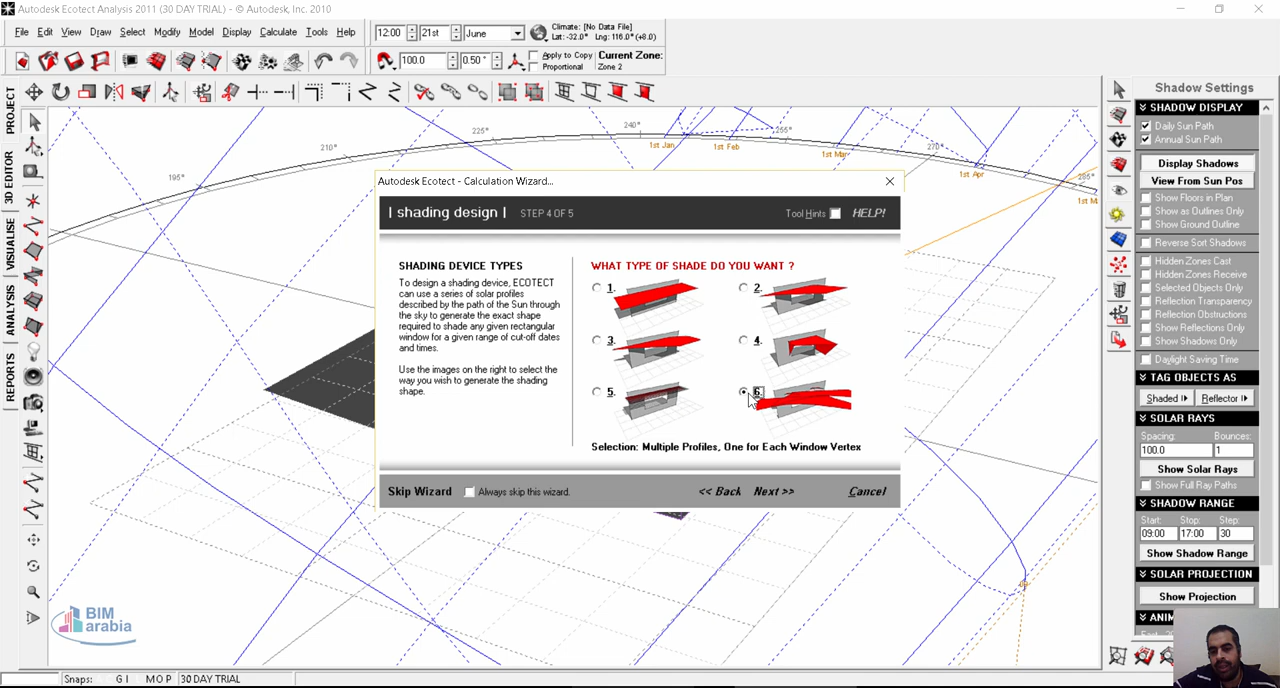 Autodesk Ecotect Analysis 2011 (30 DAY TRIAL) - © Autodesk, Inc. 2010
File Edit View Draw Select Modify Model Display Calculate Tools Help
12:00 21st June
Climate: [No Data File]
Lat: -32.0° Lng: 116.0° (+8.0)
100.0 0.50 °
Apply to Copy
Proportional
Current Zone:
Zone 2
PROJECT
3D EDITOR
VISUALISE
ANALYSIS
REPORTS
195°
210°
225°
240°
255°
270°
285°
1st Jan
1st Feb
1st Mar
1st Apr
1st M
Autodesk Ecotect - Calculation Wizard...
| shading design | STEP 4 OF 5
Tool Hints HELP!
SHADING DEVICE TYPES
To design a shading device, ECOTECT
can use a series of solar profiles
described by the path of the Sun through
the sky to generate the exact shape
required to shade any given rectangular
window for a given range of cut-off dates
and times.
Use the images on the right to select the
way you wish to generate the shading
shape.
WHAT TYPE OF SHADE DO YOU WANT ?
1. 2.
3. 4.
5. 6.
Selection: Multiple Profiles, One for Each Window Vertex
Skip Wizard Always skip this wizard.
<< Back Next >> Cancel
Shadow Settings
SHADOW DISPLAY
Daily Sun Path
Annual Sun Path
Display Shadows
View From Sun Pos
Show Floors in Plan
Show as Outlines Only
Show Ground Outline
Reverse Sort Shadows
Hidden Zones Cast
Hidden Zones Receive
Selected Objects Only
Reflection Transparency
Reflection Obstructions
Show Reflections Only
Show Shadows Only
Daylight Saving Time
TAG OBJECTS AS
Shaded Reflector
SOLAR RAYS
Spacing: Bounces:
100.0 1
Show Solar Rays
Show Full Ray Paths
SHADOW RANGE
Start: Stop: Step:
09:00 17:00 30
Show Shadow Range
SOLAR PROJECTION
Show Projection
ANIM
BIM
arabia
Snaps: G I M O P 30 DAY TRIAL